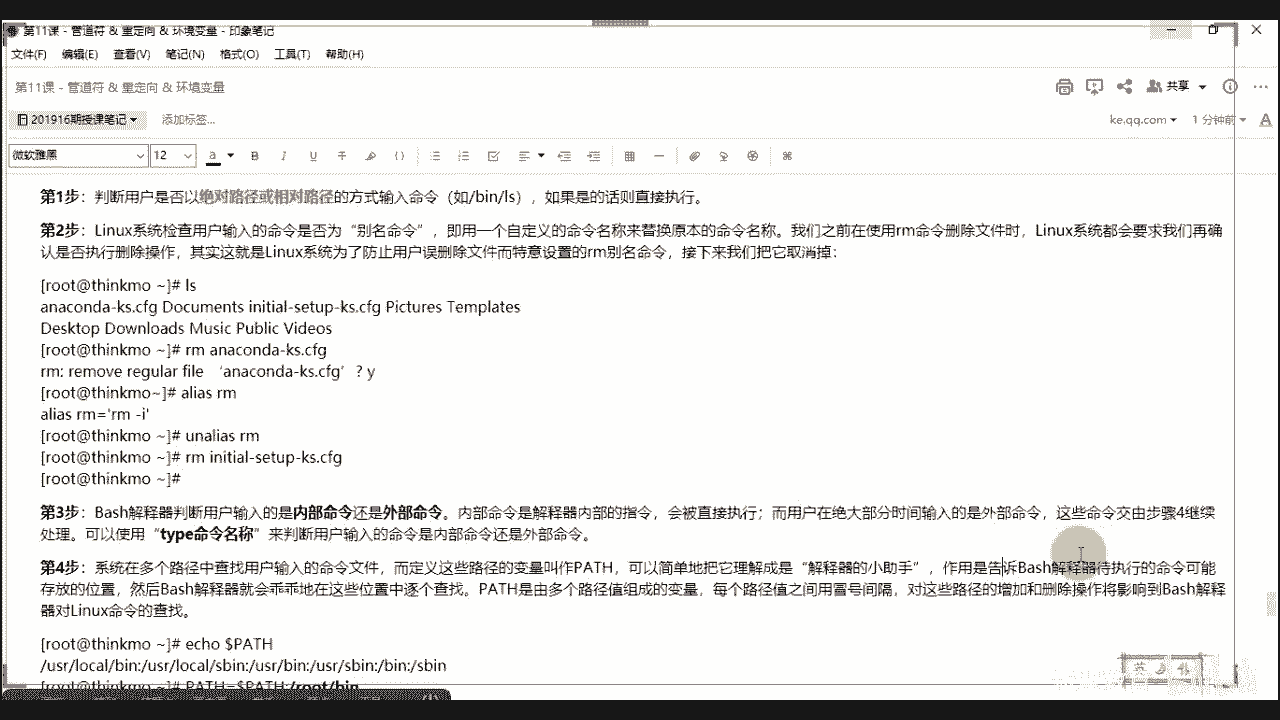 第11课 - 管道符 & 重定向 & 环境变量 - 印象笔记
文件(F) 编辑(E) 查看(V) 笔记(N) 格式(O) 工具(T) 帮助(H)
第11课 - 管道符 & 重定向 & 环境变量
共享
201916期授课笔记
添加标签...
ke.qq.com
1 分钟前
微软雅黑
12
第1步：判断用户是否以绝对路径或相对路径的方式输入命令（如/bin/ls），如果是的话则直接执行。
第2步：Linux系统检查用户输入的命令是否为“别名命令”，即用一个自定义的命令名称来替换原本的命令名称。我们之前在使用rm命令删除文件时，Linux系统都会要求我们再确
认是否执行删除操作，其实这就是Linux系统为了防止用户误删除文件而特意设置的rm别名命令，接下来我们把它取消掉：
[root@thinkmo ~]# ls
anaconda-ks.cfg Documents initial-setup-ks.cfg Pictures Templates
Desktop Downloads Music Public Videos
[root@thinkmo ~]# rm anaconda-ks.cfg
rm: remove regular file ‘anaconda-ks.cfg’? y
[root@thinkmo~]# alias rm
alias rm='rm -i'
[root@thinkmo ~]# unalias rm
[root@thinkmo ~]# rm initial-setup-ks.cfg
[root@thinkmo ~]#
第3步：Bash解释器判断用户输入的是内部命令还是外部命令。内部命令是解释器内部的指令，会被直接执行；而用户在绝大部分时间输入的是外部命令，这些命令交由步骤4继续
处理。可以使用“type命令名称”来判断用户输入的命令是内部命令还是外部命令。
第4步：系统在多个路径中查找用户输入的命令文件，而定义这些路径的变量叫作PATH，可以简单地把它理解成是“解释器的小助手”，作用是告诉Bash解释器待执行的命令可能
存放的位置，然后Bash解释器就会乖乖地在这些位置中逐个查找。PATH是由多个路径值组成的变量，每个路径值之间用冒号间隔，对这些路径的增加和删除操作将影响到Bash解释
器对Linux命令的查找。
[root@thinkmo ~]# echo $PATH
/usr/local/bin:/usr/local/sbin:/usr/bin:/usr/sbin:/bin:/sbin
[root@thinkmo ~]# PATH=$PATH:/root/bin